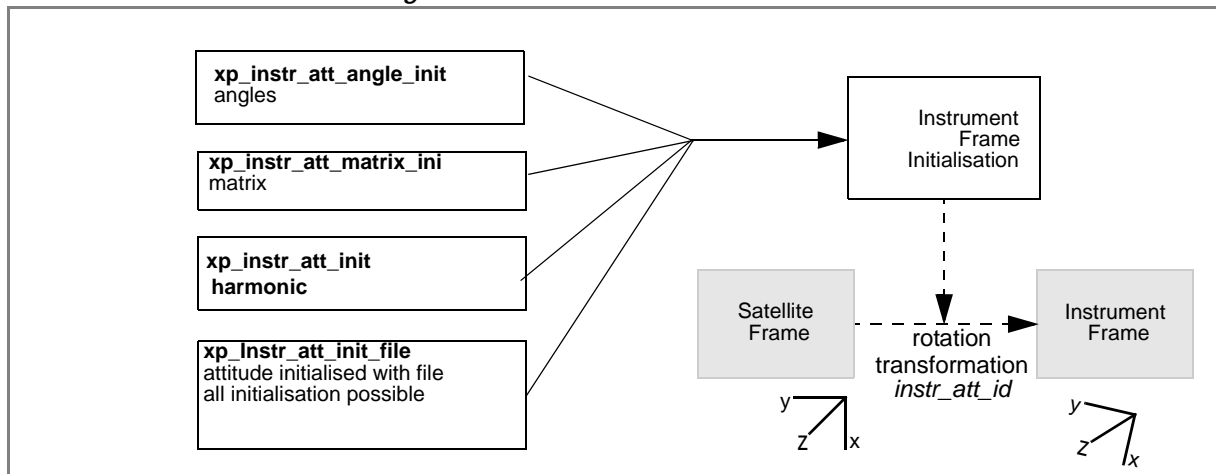 xp_instr_att_angle_init
angles
xp_instr_att_matrix_ini
matrix
xp_instr_att_init
harmonic
xp_Instr_att_init_file
attitude initialised with file
all initialisation possible
Instrument
Frame
Initialisation
Satellite
Frame
rotation
transformation
instr_att_id
Instrument
Frame
y
z
x
y
z
x